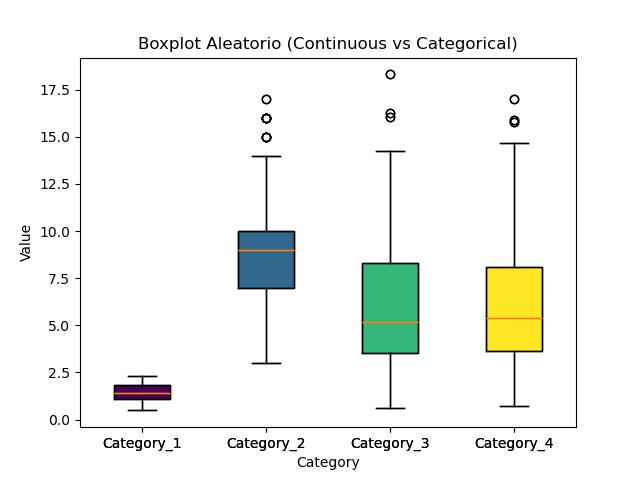 Boxplot Aleatorio (Continuous vs Categorical)
17.5
15.0
12.5
10.0
7.5
5.0
2.5
0.0
Value
Category_1 Category_2 Category_3 Category_4
Category